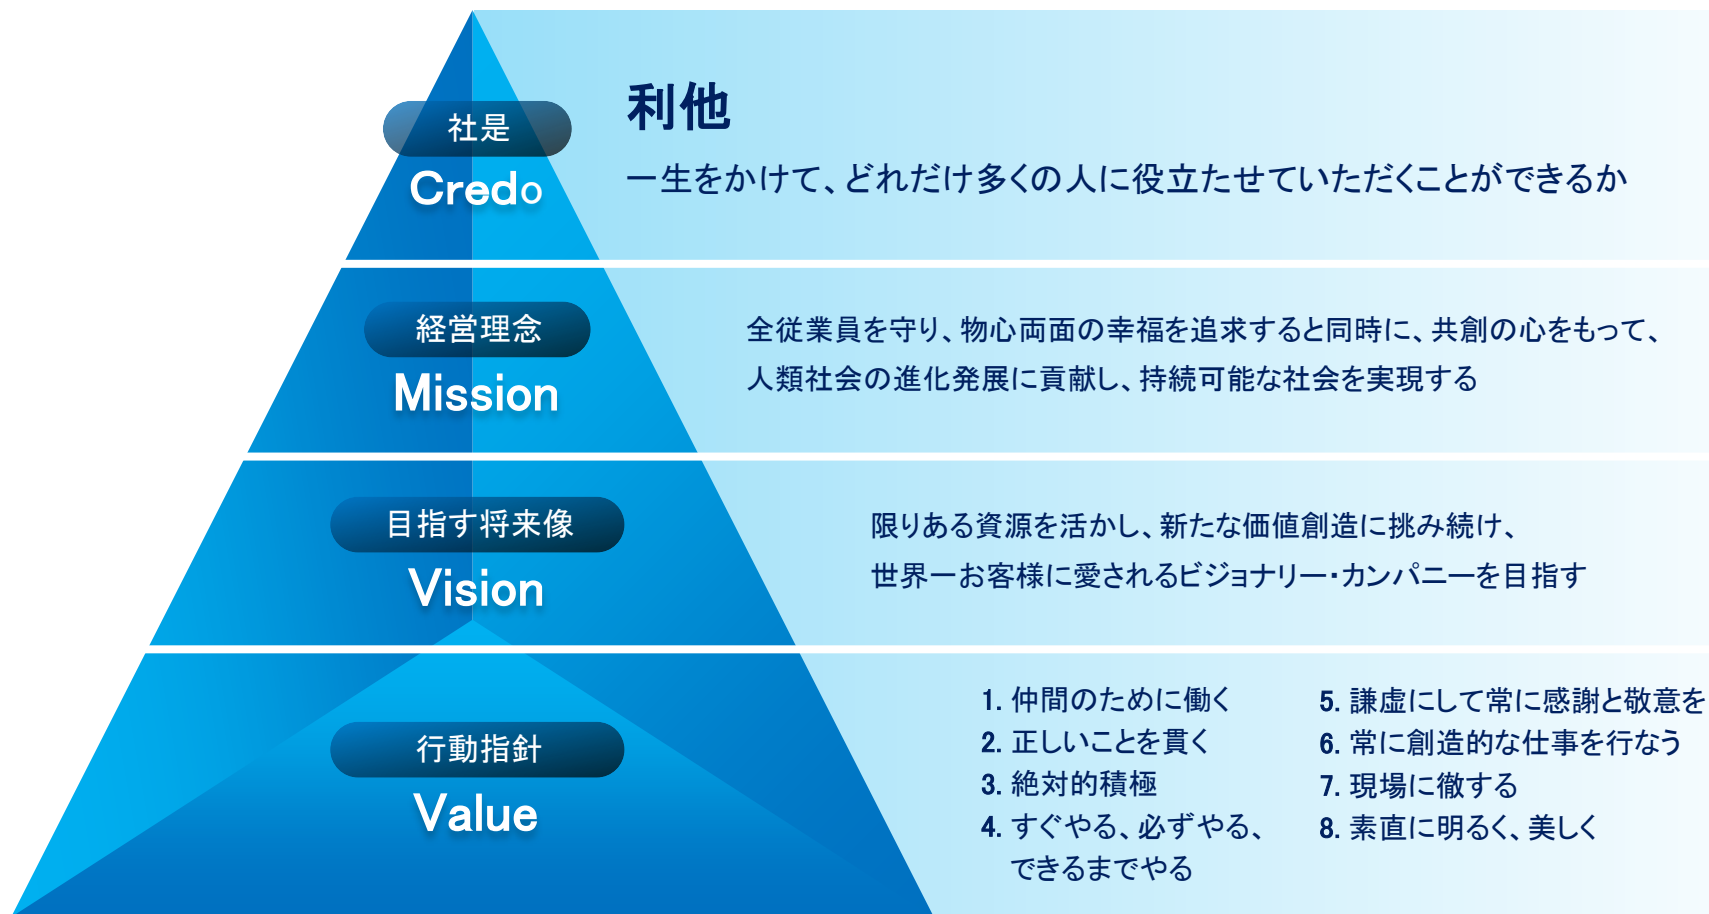 社是
Credo
利他
一生をかけて、どれだけ多くの人に役立たせていただくことができるか
経営理念
Mission
全従業員を守り、物心両面の幸福を追求すると同時に、共創の心をもって、
人類社会の進化発展に貢献し、持続可能な社会を実現する
目指す将来像
Vision
限りある資源を活かし、新たな価値創造に挑み続け、
世界一お客様に愛されるビジョナリー・カンパニーを目指す
行動指針
Value
1. 仲間のために働く
2. 正しいことを貫く
3. 絶対的積極
4. すぐやる、必ずやる、
できるまでやる
5. 謙虚にして常に感謝と敬意を
6. 常に創造的な仕事を行なう
7. 現場に徹する
8. 素直に明るく、美しく